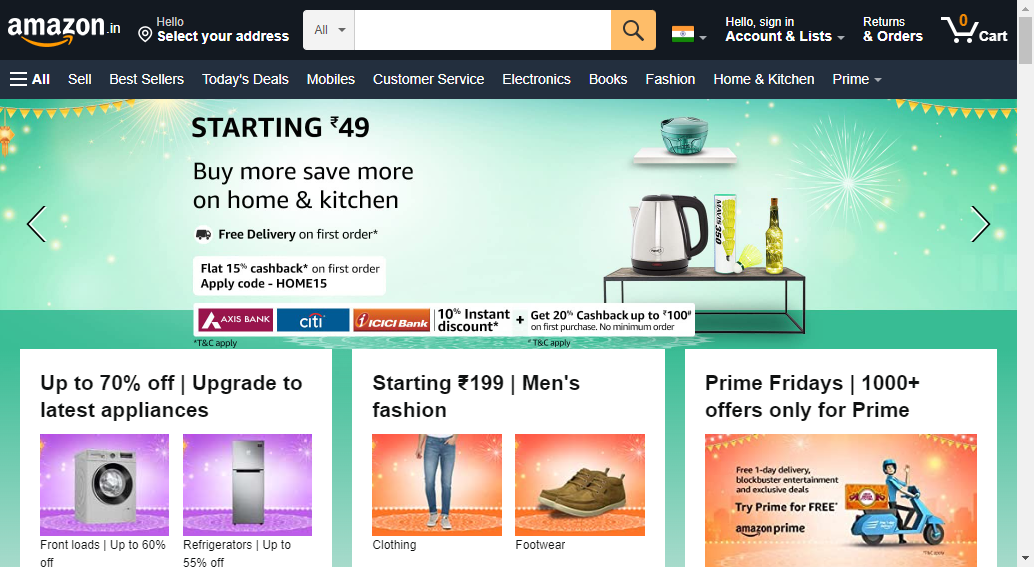 amazon.in
Hello
Select your address
All
Hello, sign in
Account & Lists
Returns
& Orders
0
Cart
All
Sell
Best Sellers
Today's Deals
Mobiles
Customer Service
Electronics
Books
Fashion
Home & Kitchen
Prime
STARTING ₹49
Buy more save more
on home & kitchen
Free Delivery on first order*
Flat 15% cashback* on first order
Apply code - HOME15
AXIS BANK
citi
ICICI Bank
10% Instant
discount*
+
Get 20% Cashback up to ₹100#
on first purchase. No minimum order
*T&C apply
# T&C apply
MAVIS 350
Up to 70% off | Upgrade to
latest appliances
Front loads | Up to 60%
off
Refrigerators | Up to
55% off
Starting ₹199 | Men's
fashion
Clothing
Footwear
Prime Fridays | 1000+
offers only for Prime
Free 1-day delivery,
blockbuster entertainment
and exclusive deals
Try Prime for FREE*
amazon prime
*T&C apply